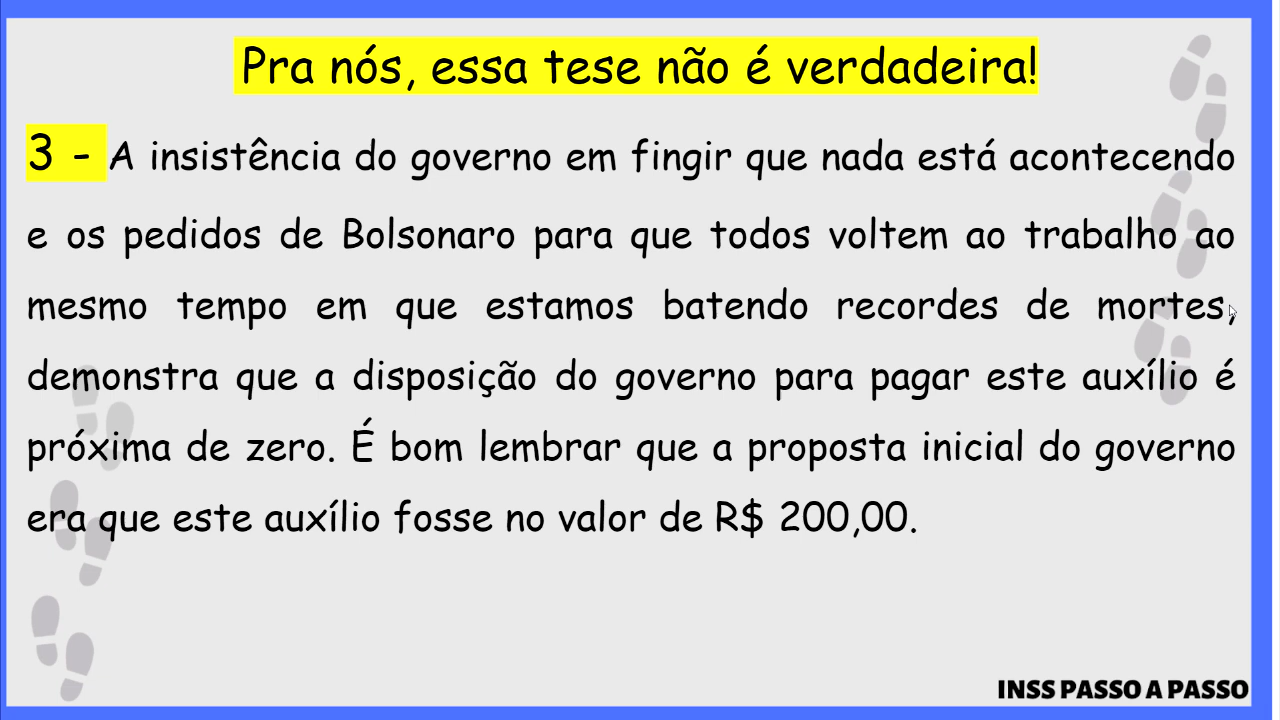 Pra nós, essa tese não é verdadeira!
3 - A insistência do governo em fingir que nada está acontecendo
e os pedidos de Bolsonaro para que todos voltem ao trabalho ao
mesmo tempo em que estamos batendo recordes de mortes,
demonstra que a disposição do governo para pagar este auxílio é
próxima de zero. É bom lembrar que a proposta inicial do governo
era que este auxílio fosse no valor de R$ 200,00.
INSS PASSO A PASSO